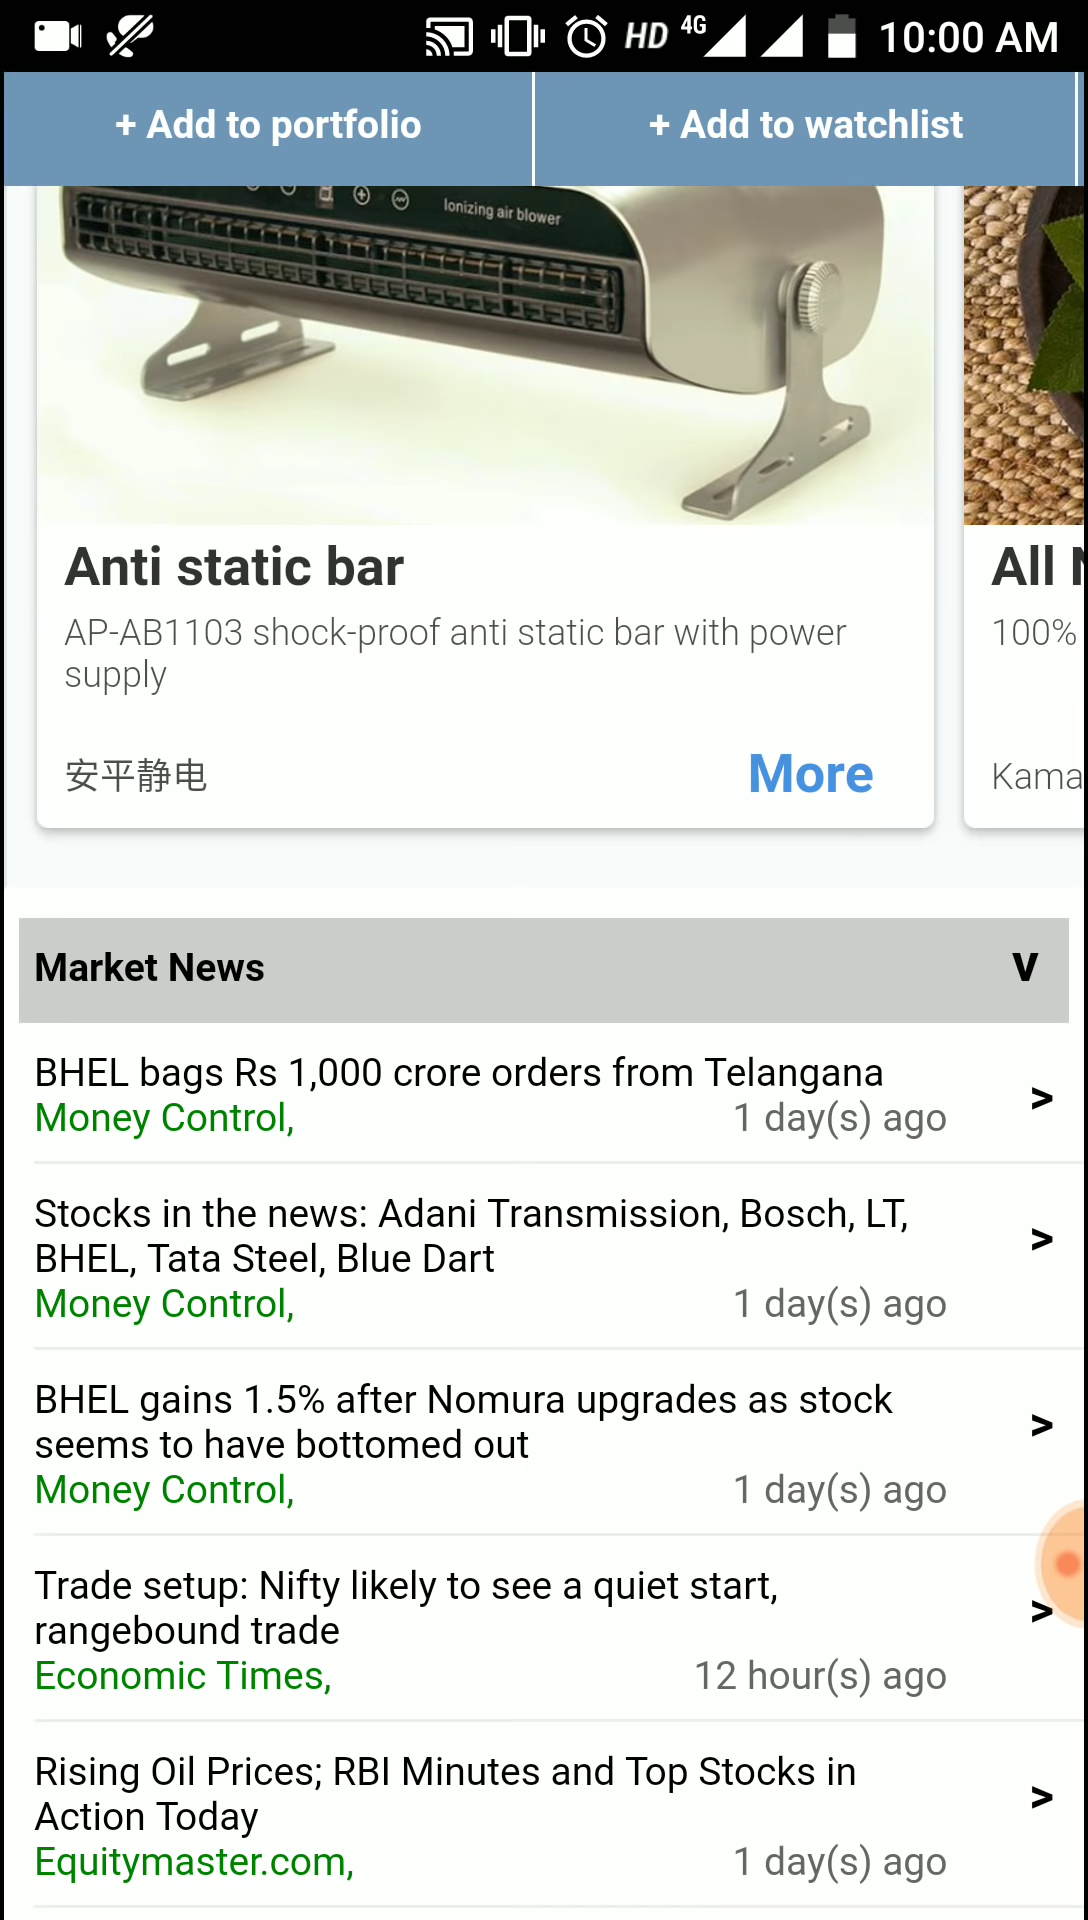 HD 4G 10:00 AM
+ Add to portfolio
+ Add to watchlist
Ionizing air blower
Anti static bar
AP-AB1103 shock-proof anti static bar with power
supply
安平静电
More
All
100%
Market News
V
BHEL bags Rs 1,000 crore orders from Telangana
Money Control,
1 day(s) ago
>
Stocks in the news: Adani Transmission, Bosch, LT,
BHEL, Tata Steel, Blue Dart
Money Control,
1 day(s) ago
>
BHEL gains 1.5% after Nomura upgrades as stock
seems to have bottomed out
Money Control,
1 day(s) ago
>
Trade setup: Nifty likely to see a quiet start,
rangebound trade
Economic Times,
12 hour(s) ago
>
Rising Oil Prices; RBI Minutes and Top Stocks in
Action Today
Equitymaster.com,
1 day(s) ago
>